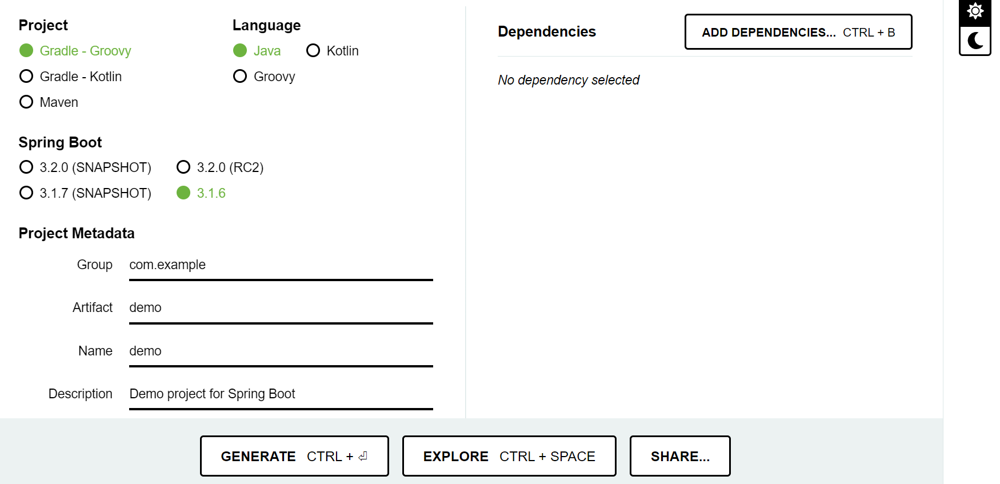 Project
Gradle - Groovy
Gradle - Kotlin
Maven
Language
Java Kotlin
Groovy
Spring Boot
3.2.0 (SNAPSHOT) 3.2.0 (RC2)
3.1.7 (SNAPSHOT) 3.1.6
Project Metadata
Group com.example
Artifact demo
Name demo
Description Demo project for Spring Boot
Dependencies
ADD DEPENDENCIES... CTRL + B
No dependency selected
GENERATE CTRL + ⏎
EXPLORE CTRL + SPACE
SHARE...